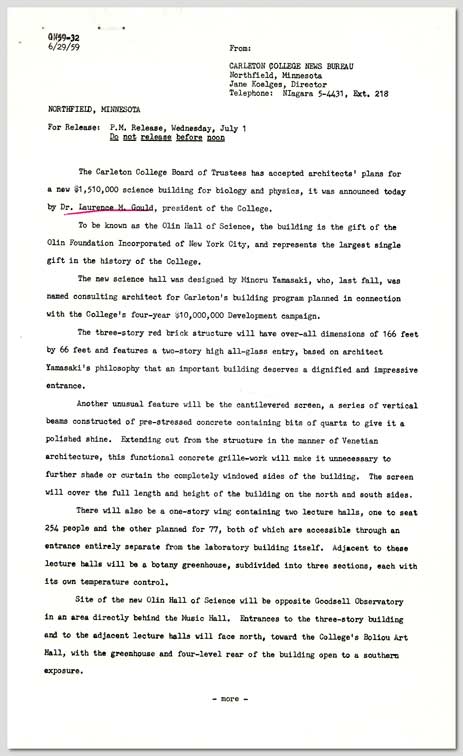 QN59-32
6/29/59
From:
CARLETON COLLEGE NEWS BUREAU
Northfield, Minnesota
Jane Koelges, Director
Telephone: NIagara 5-4431, Ext. 218
NORTHFIELD, MINNESOTA
For Release: P.M. Release, Wednesday, July 1
Do not release before noon
The Carleton College Board of Trustees has accepted architects' plans for
a new $1,510,000 science building for biology and physics, it was announced today
by Dr. Laurence M. Gould, president of the College.
To be known as the Olin Hall of Science, the building is the gift of the
Olin Foundation Incorporated of New York City, and represents the largest single
gift in the history of the College.
The new science hall was designed by Minoru Yamasaki, who, last fall, was
named consulting architect for Carleton's building program planned in connection
with the College's four-year $10,000,000 Development campaign.
The three-story red brick structure will have over-all dimensions of 166 feet
by 66 feet and features a two-story high all-glass entry, based on architect
Yamasaki's philosophy that an important building deserves a dignified and impressive
entrance.
Another unusual feature will be the cantilevered screen, a series of vertical
beams constructed of pre-stressed concrete containing bits of quartz to give it a
polished shine. Extending out from the structure in the manner of Venetian
architecture, this functional concrete grille-work will make it unnecessary to
further shade or curtain the completely windowed sides of the building. The screen
will cover the full length and height of the building on the north and south sides.
There will also be a one-story wing containing two lecture halls, one to seat
254 people and the other planned for 77, both of which are accessible through an
entrance entirely separate from the laboratory building itself. Adjacent to these
lecture halls will be a botany greenhouse, subdivided into three sections, each with
its own temperature control.
Site of the new Olin Hall of Science will be opposite Goodsell Observatory
in an area directly behind the Music Hall. Entrances to the three-story building
and to the adjacent lecture halls will face north, toward the College's Boliou Art
Hall, with the greenhouse and four-level rear of the building open to a southern
exposure.
- more -